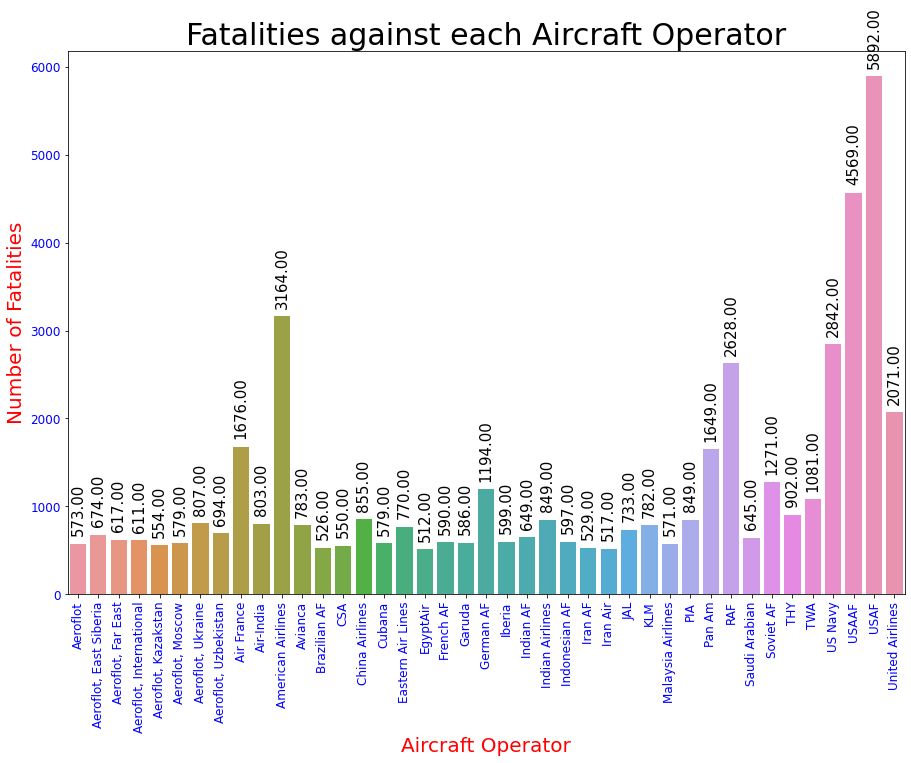 Fatalities against each Aircraft Operator
Number of Fatalities
6000
5000
4000
3000
2000
1000
0
573.00
674.00
617.00
611.00
554.00
579.00
807.00
694.00
1676.00
803.00
3164.00
783.00
526.00
550.00
855.00
579.00
770.00
512.00
590.00
586.00
1194.00
599.00
649.00
849.00
597.00
529.00
517.00
733.00
782.00
571.00
849.00
1649.00
2628.00
645.00
1271.00
902.00
1081.00
2842.00
4569.00
5892.00
2071.00
Aeroflot
Aeroflot, East Siberia
Aeroflot, Far East
Aeroflot, International
Aeroflot, Kazakstan
Aeroflot, Moscow
Aeroflot, Ukraine
Aeroflot, Uzbekistan
Air France
Air-India
American Airlines
Avianca
Brazilian AF
CSA
China Airlines
Cubana
Eastern Air Lines
EgyptAir
French AF
Garuda
German AF
Iberia
Indian AF
Indian Airlines
Indonesian AF
Iran AF
Iran Air
JAL
KLM
Malaysia Airlines
PIA
Pan Am
RAF
Saudi Arabian
Soviet AF
THY
TWA
US Navy
USAAF
USAF
United Airlines
Aircraft Operator